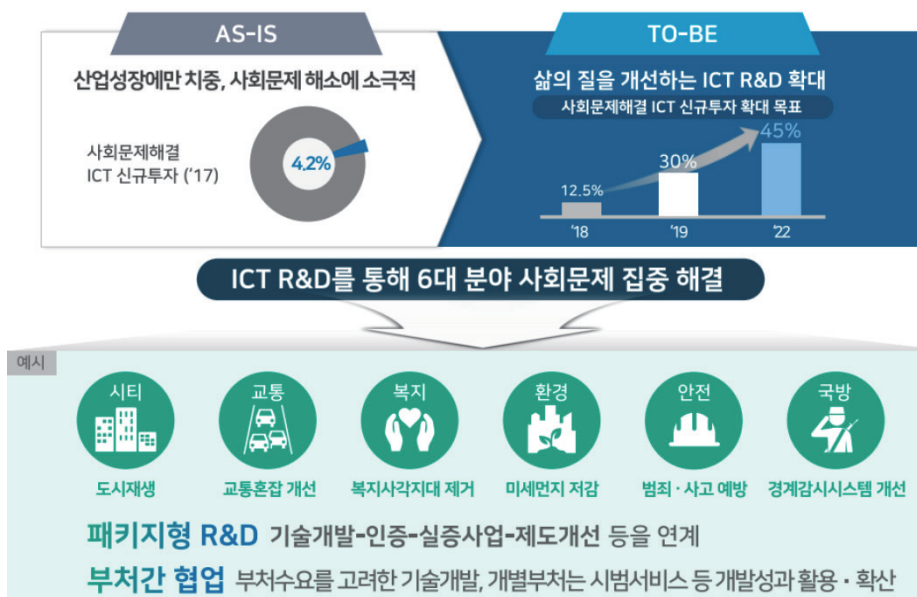 AS-IS
산업성장에만 치중, 사회문제 해소에 소극적
사회문제해결
ICT 신규투자 ('17)
4.2%
TO-BE
삶의 질을 개선하는 ICT R&D 확대
사회문제해결 ICT 신규투자 확대 목표
12.5%
30%
45%
'18
'19
'22
ICT R&D를 통해 6대 분야 사회문제 집중 해결
예시
시티
교통
복지
환경
안전
국방
도시재생
교통혼잡 개선
복지사각지대 제거
미세먼지 저감
범죄·사고 예방
경계감시시스템 개선
패키지형 R&D 기술개발-인증-실증사업-제도개선 등을 연계
부처간 협업 부처수요를 고려한 기술개발, 개별부처는 시범서비스 등 개발성과 활용·확산